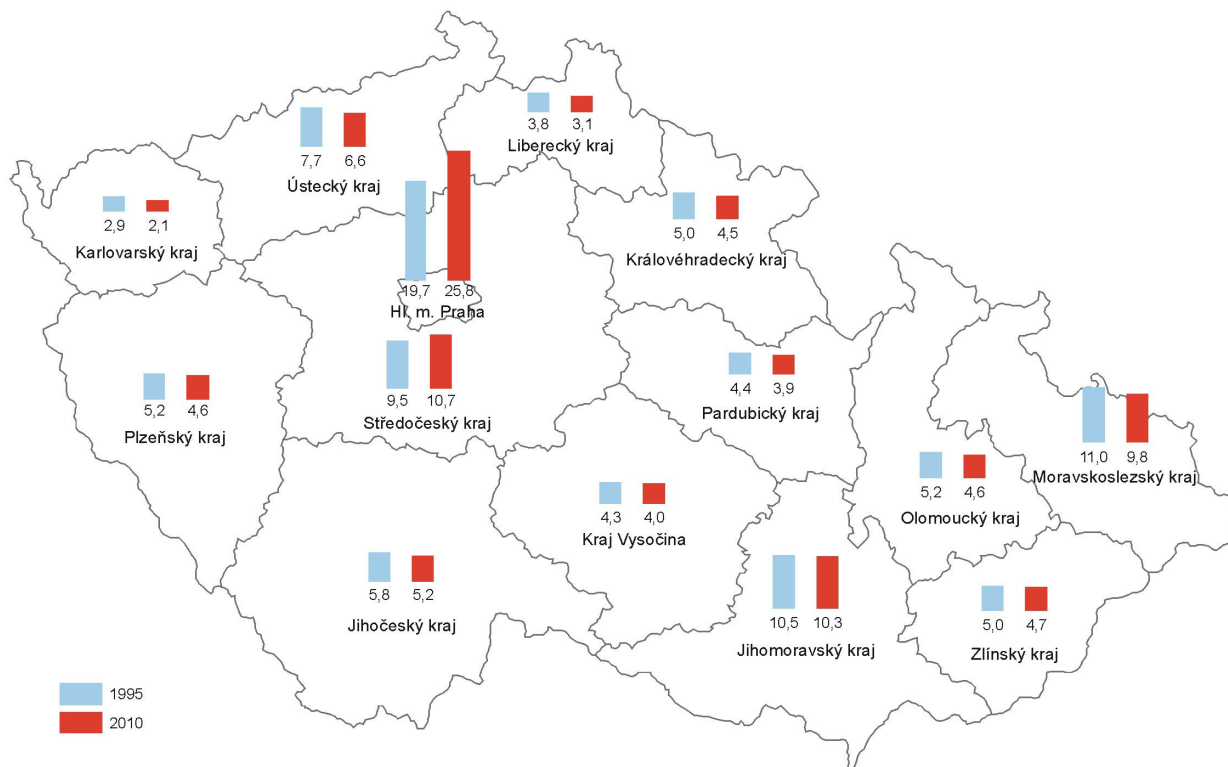 3,8 3,1
Liberecký kraj
7,7 6,6
Ústecký kraj
2,9 2,1
Karlovarský kraj
5,0 4,5
Královéhradecký kraj
19,7 25,8
Hl. m. Praha
9,5 10,7
Středočeský kraj
5,2 4,6
Plzeňský kraj
4,4 3,9
Pardubický kraj
11,0 9,8
Moravskoslezský kraj
5,2 4,6
Olomoucký kraj
4,3 4,0
Kraj Vysočina
5,8 5,2
Jihočeský kraj
10,5 10,3
Jihomoravský kraj
5,0 4,7
Zlínský kraj
1995
2010